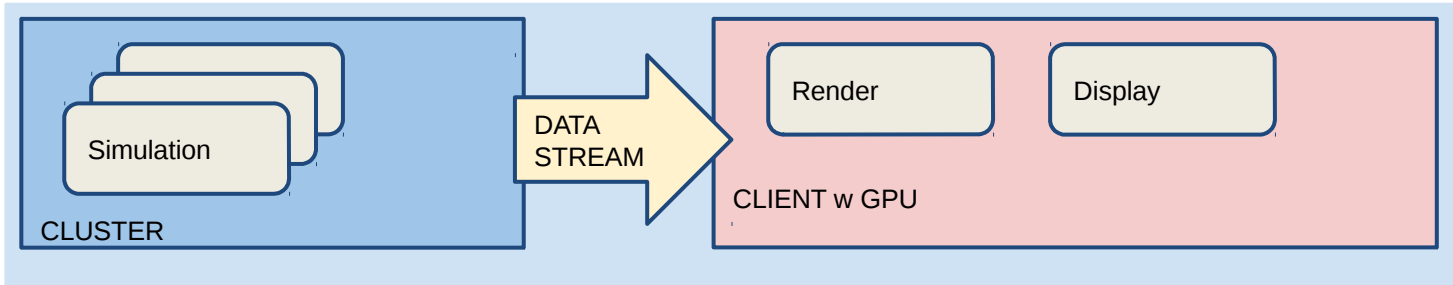 Simulation
CLUSTER
DATA
STREAM
Render
Display
CLIENT w GPU